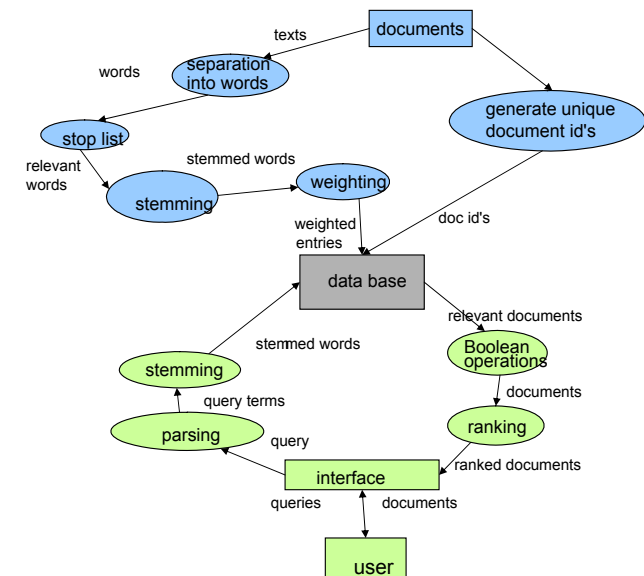 documents
texts
separation
into words
words
generate unique
document id's
stop list
stemmed words
relevant
words
weighting
stemming
doc id's
weighted
entries
data base
relevant documents
stemmed words
Boolean
operations
stemming
documents
query terms
ranking
parsing
query
ranked documents
interface
queries
documents
user